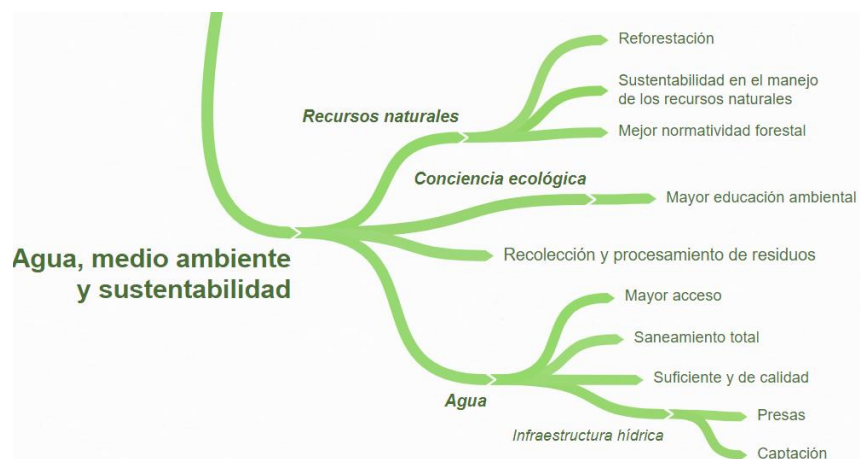 Reforestación
Sustentabilidad en el manejo
de los recursos naturales
Recursos naturales
Mejor normatividad forestal
Conciencia ecológica
Mayor educación ambiental
Agua, medio ambiente
y sustentabilidad
Recolección y procesamiento de residuos
Mayor acceso
Saneamiento total
Suficiente y de calidad
Agua
Presas
Infraestructura hídrica
Captación